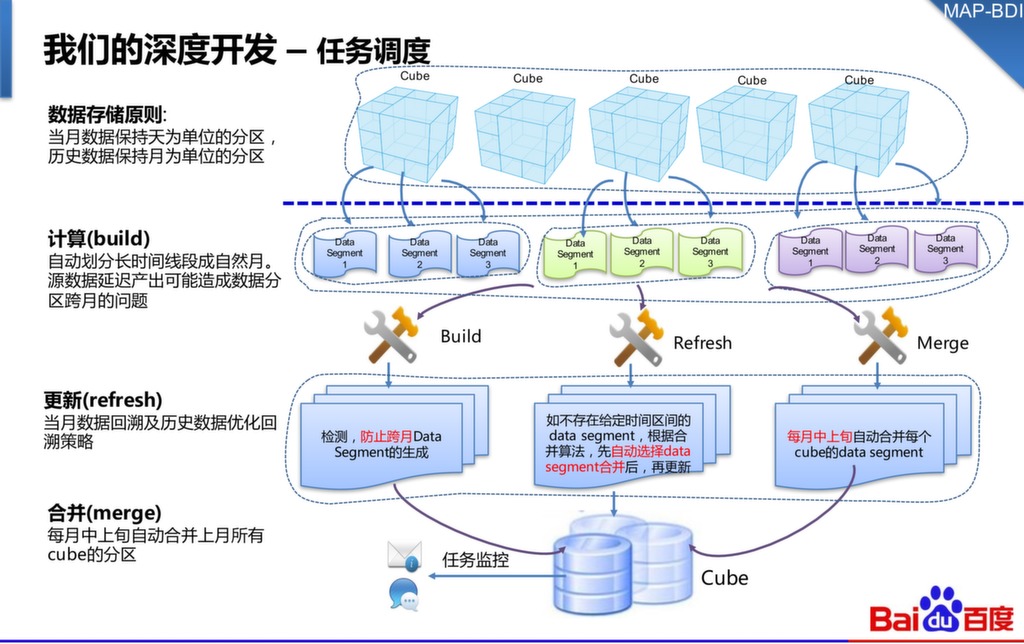 MAP-BDI
我们的深度开发 – 任务调度
数据存储原则:
当月数据保持天为单位的分区，
历史数据保持月为单位的分区
Cube
Cube
Cube
Cube
Cube
计算(build)
自动划分长时间线段成自然月。
源数据延迟产出可能造成数据分
区跨月的问题
Data
Segment
1
Data
Segment
2
Data
Segment
3
Data
Segment
1
Data
Segment
2
Data
Segment
3
Data
Segment
1
Data
Segment
2
Data
Segment
3
Build
Refresh
Merge
更新(refresh)
当月数据回溯及历史数据优化回
溯策略
检测，防止跨月Data
Segment的生成
如不存在给定时间区间的
data segment，根据合
并算法，先自动选择data
segment合并后，再更新
每月中上旬自动合并每个
cube的data segment
合并(merge)
每月中上旬自动合并上月所有
cube的分区
任务监控
Cube
Baidu百度